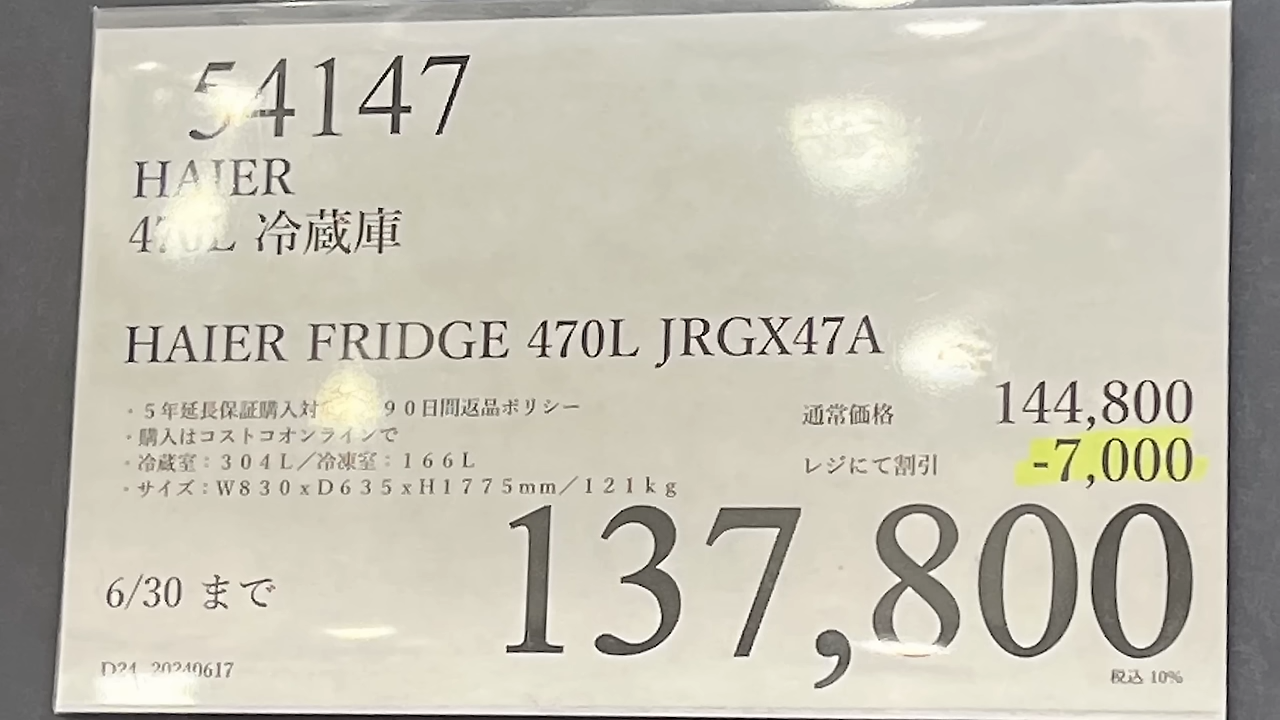 54147
HAIER
470L 冷蔵庫
HAIER FRIDGE 470L JRGX47A
・5年延長保証購入対 90日間返品ポリシー
・購入はコストコオンラインで
・冷蔵室：304L／冷凍室：166L
・サイズ：W830xD635xH1775mm／121kg
通常価格 144,800
レジにて割引 -7,000
137,800
6/30 まで
D24 20240617
税込 10%